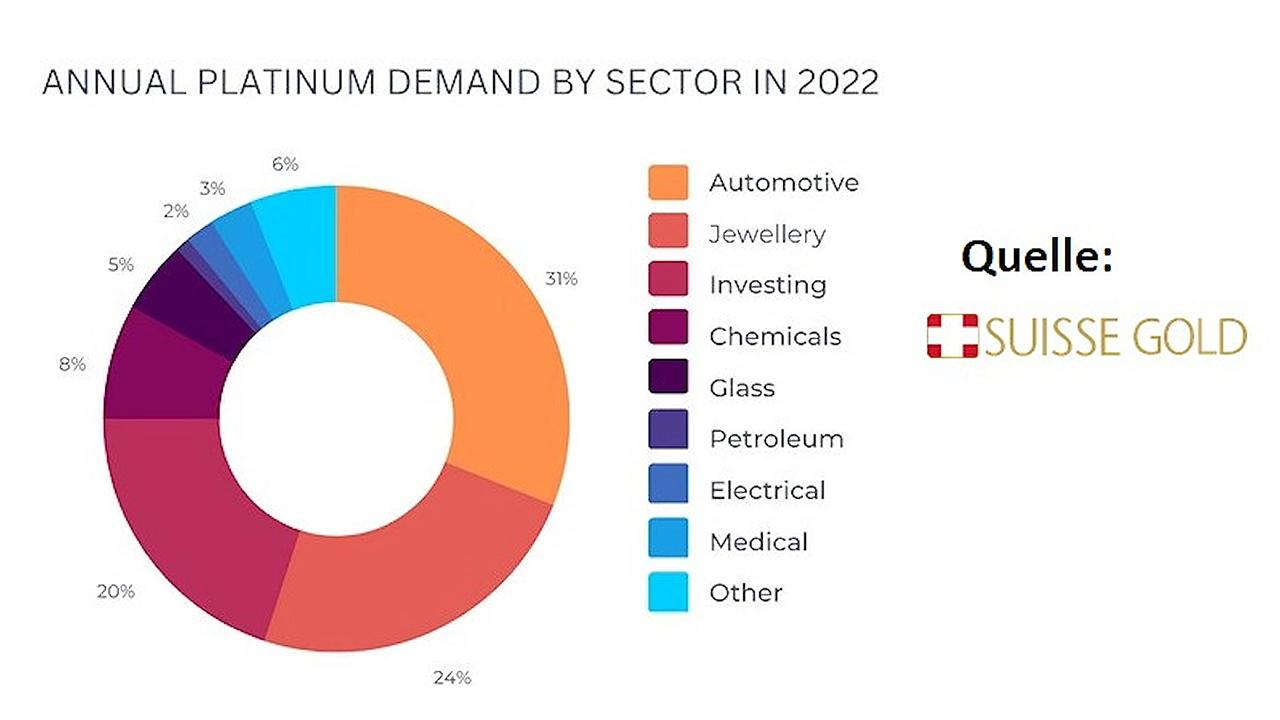 ANNUAL PLATINUM DEMAND BY SECTOR IN 2022
6%
3%
2%
5%
8%
20%
24%
31%
Automotive
Jewellery
Investing
Chemicals
Glass
Petroleum
Electrical
Medical
Other
Quelle:
SUISSE GOLD